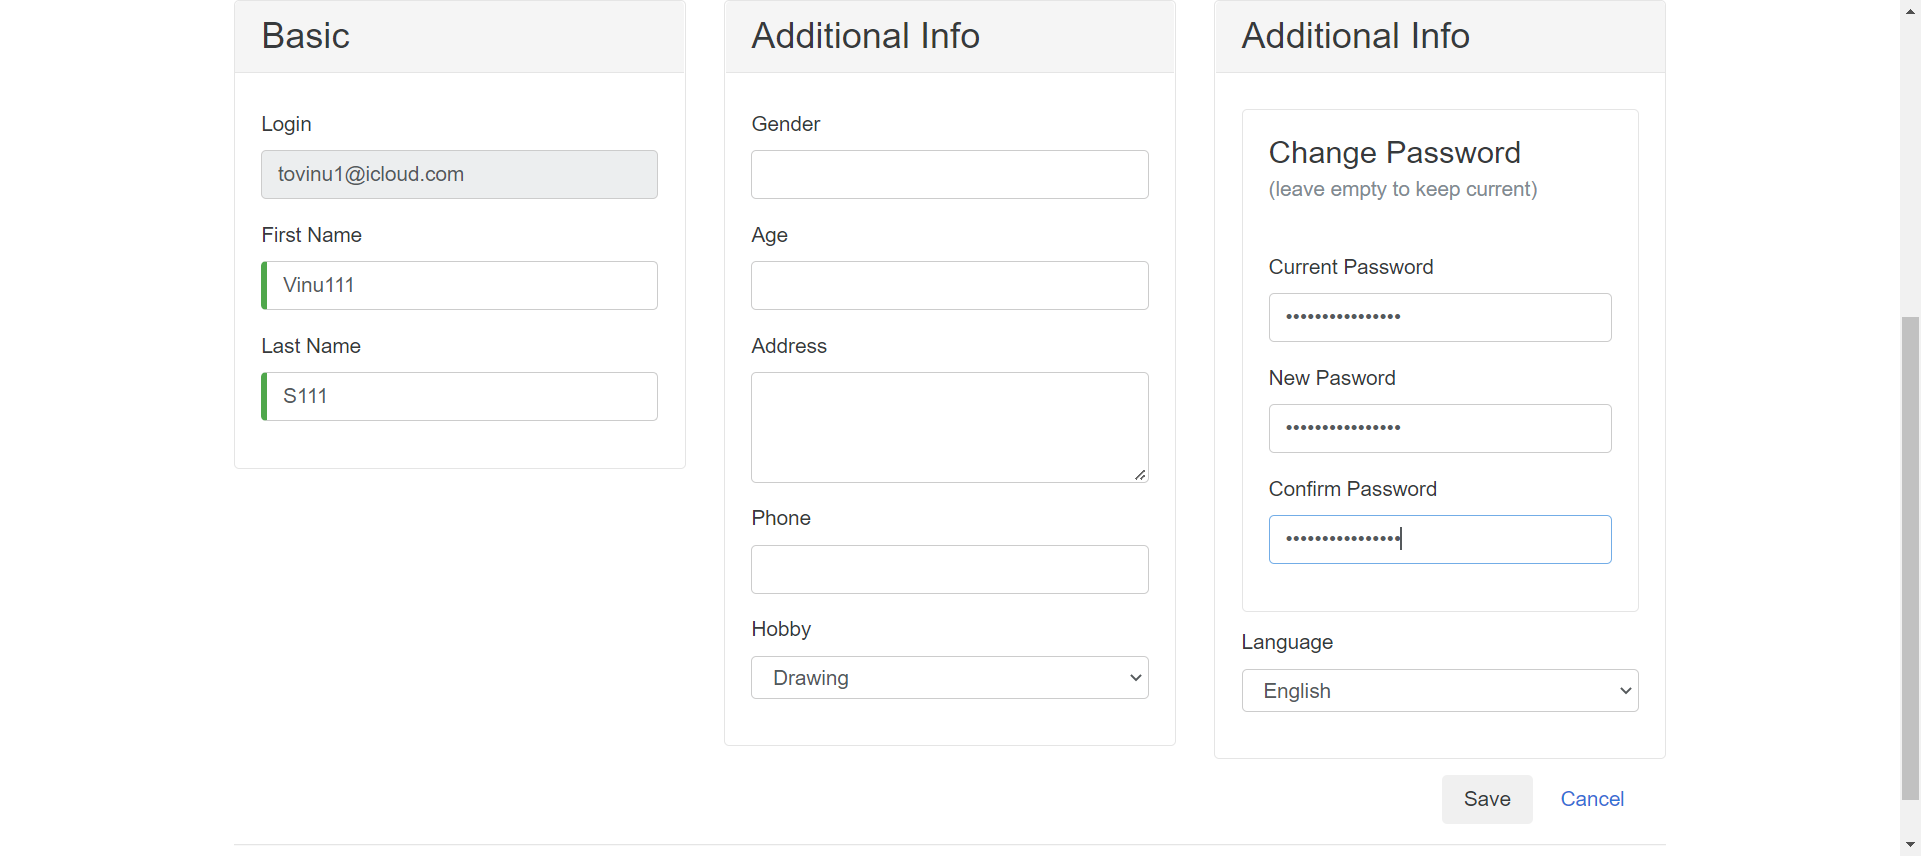 Basic
Login
tovinu1@icloud.com
First Name
Vinu111
Last Name
S111
Additional Info
Gender
Age
Address
Phone
Hobby
Drawing
Additional Info
Change Password
(leave empty to keep current)
Current Password
••••••••••••••••
New Pasword
••••••••••••••••
Confirm Password
••••••••••••••••
Language
English
Save
Cancel